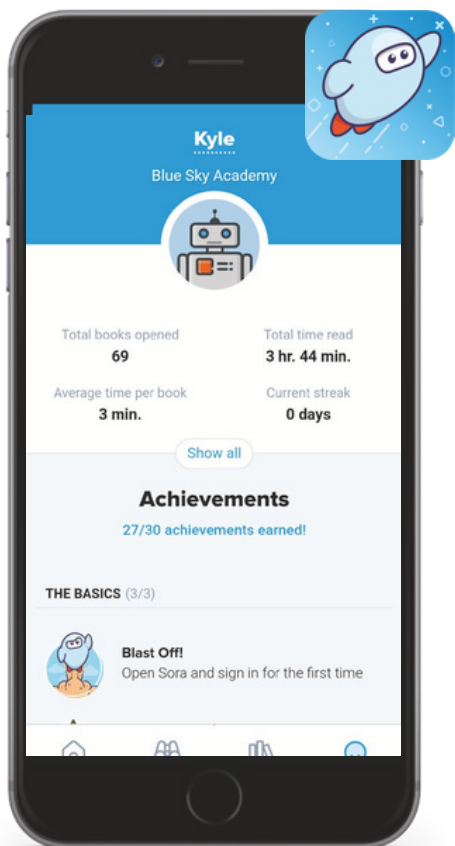 Kyle
Blue Sky Academy
Total books opened
69
Total time read
3 hr. 44 min.
Average time per book
3 min.
Current streak
0 days
Show all
Achievements
27/30 achievements earned!
THE BASICS (3/3)
Blast Off!
Open Sora and sign in for the first time